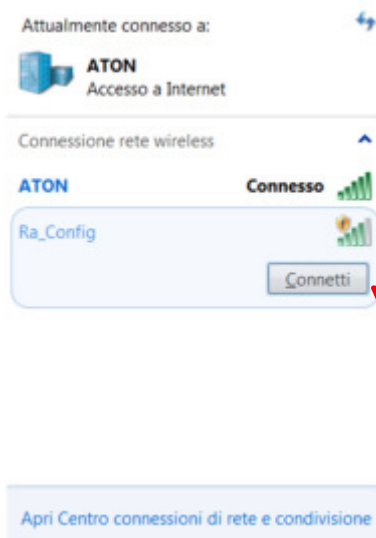 Attualmente connesso a:
ATON
Accesso a Internet
Connessione rete wireless
ATON Connesso
Ra_Config
Connetti
Apri Centro connessioni di rete e condivisione